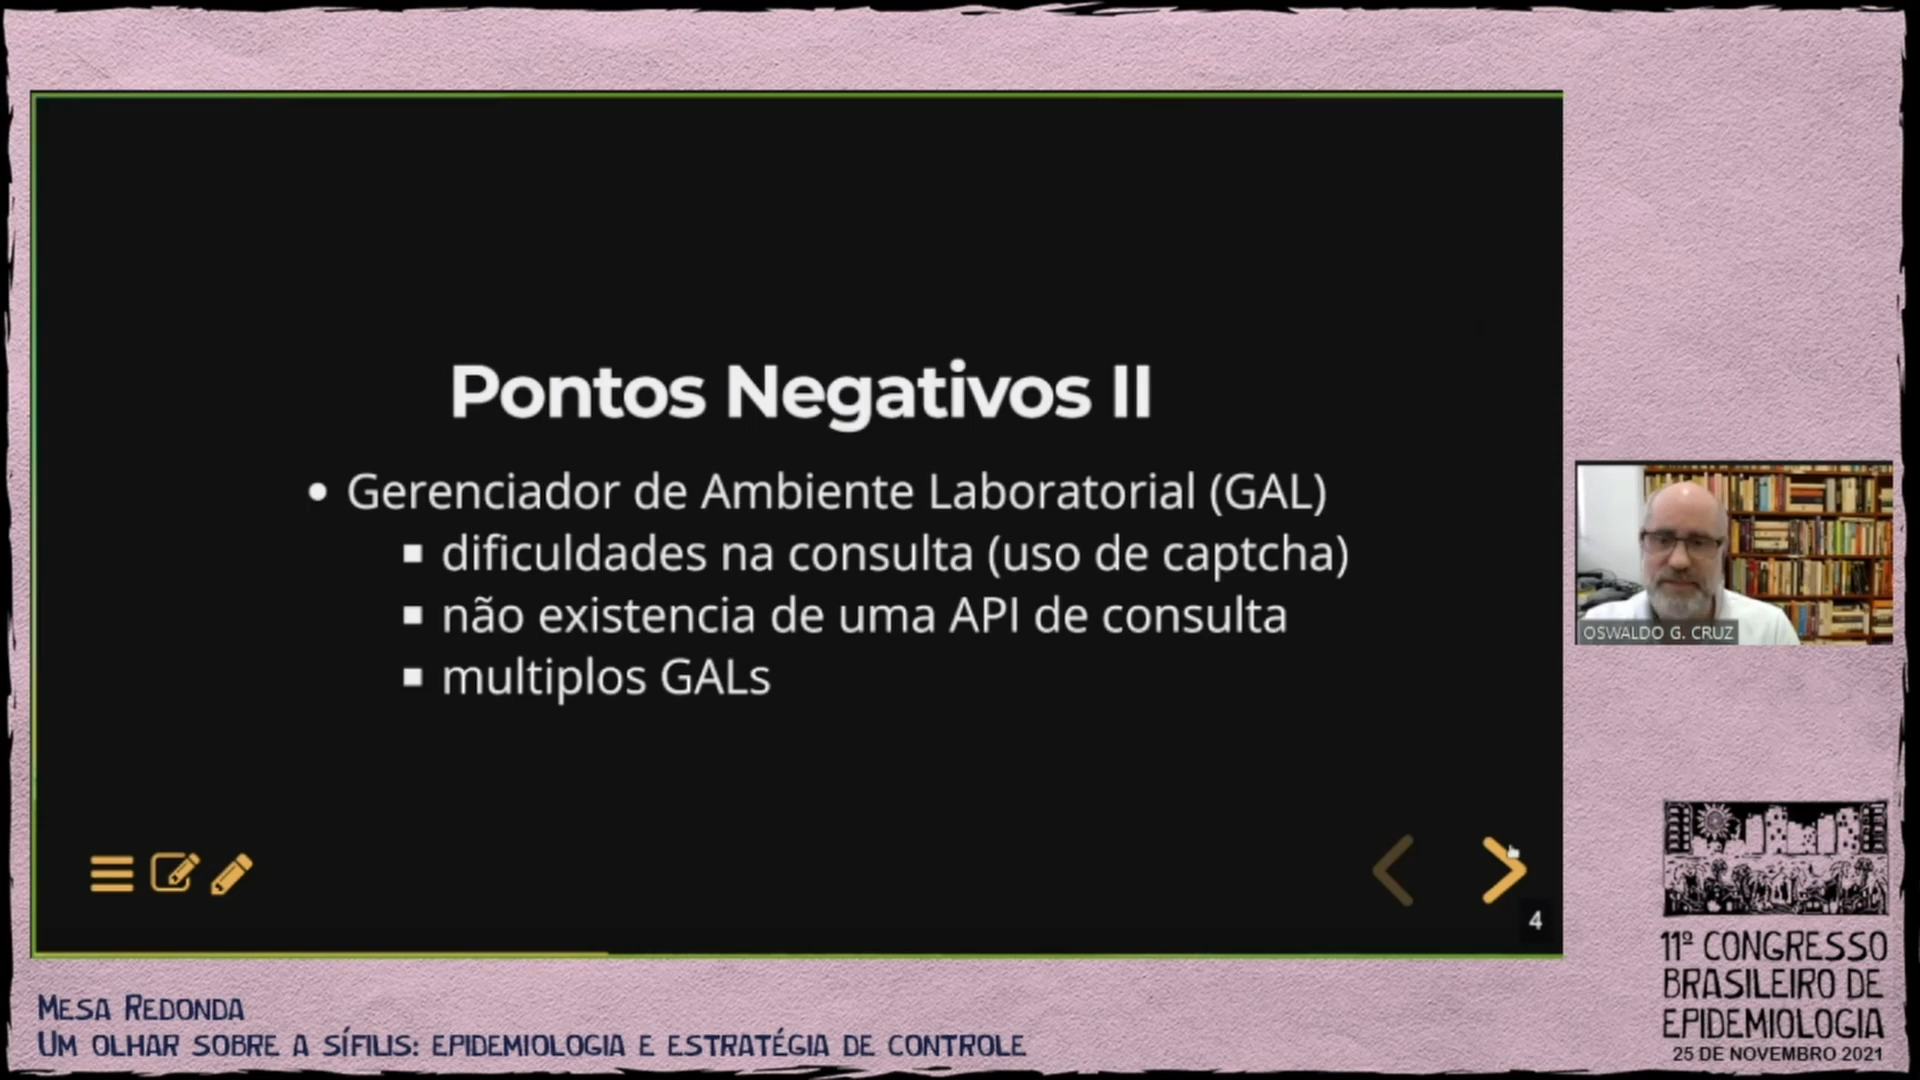 Pontos Negativos II
Gerenciador de Ambiente Laboratorial (GAL)
dificuldades na consulta (uso de captcha)
não existencia de uma API de consulta
multiplos GALs
4
OSWALDO G. CRUZ
MESA REDONDA
UM OLHAR SOBRE A SÍFILIS: EPIDEMIOLOGIA E ESTRATÉGIA DE CONTROLE
11º CONGRESSO
BRASILEIRO DE
EPIDEMIOLOGIA
25 DE NOVEMBRO 2021